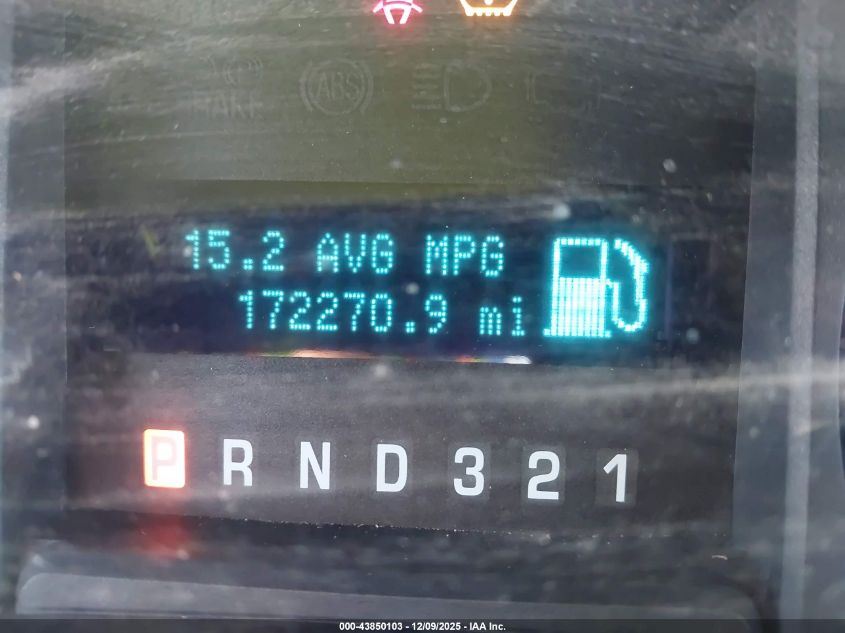 ABS
15.2 AVG MPG
172270.9 mi
P R N D 3 2 1
000-43850103 - 12/09/2025 - IAA Inc.